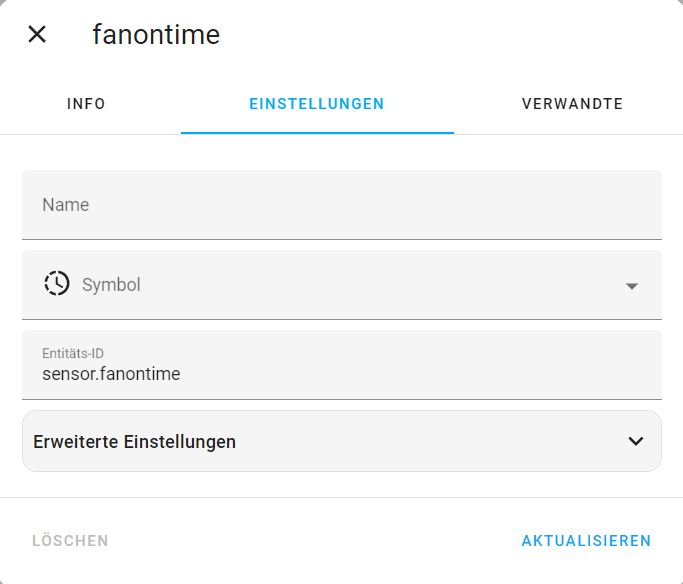 fanontime
INFO
EINSTELLUNGEN
VERWANDTE
Name
Symbol
Entitäts-ID
sensor.fanontime
Erweiterte Einstellungen
LÖSCHEN
AKTUALISIEREN